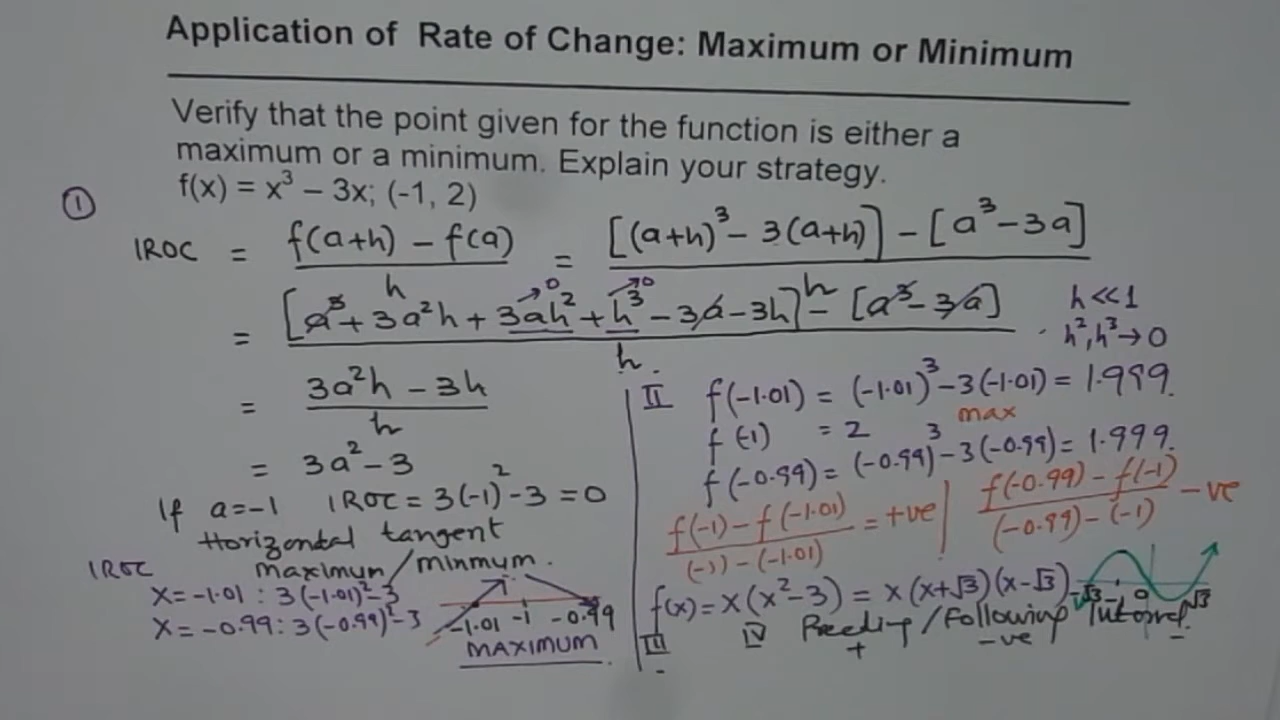 Application of Rate of Change: Maximum or Minimum
Verify that the point given for the function is either a
maximum or a minimum. Explain your strategy.
① f(x) = x³ – 3x; (-1, 2)
IROC = f(a+h) – f(a) / h = [(a+h)³ – 3(a+h)] – [a³ – 3a] / h
= [a³ + 3a²h + 3ah² + h³ – 3a – 3h] – [a³ – 3a] / h
→0 →0
h<<1
h², h³ → 0
= 3a²h – 3h / h
= 3a² – 3
If a = –1 IROC = 3(–1)² – 3 = 0
Horizontal tangent
maximum/minmum.
IROC
x = –1.01 : 3(–1.01)² – 3
x = –0.99 : 3(–0.99)² – 3
–1.01 –1 –0.99
MAXIMUM
II f(–1.01) = (–1.01)³ – 3(–1.01) = 1.999.
max
f(–1) = 2
f(–0.99) = (–0.99)³ – 3(–0.99) = 1.999.
f(–1) – f(–1.01) / (–1) – (–1.01) = +ve | f(–0.99) – f(–1) / (–0.99) – (–1) –ve
III f(x) = x(x² – 3) = x(x+√3)(x–√3)
–√3 –1 0 √3
IV Preeding/Following
+ –ve –